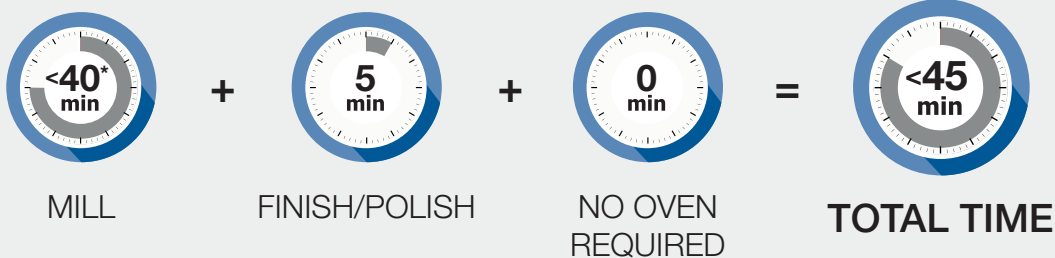 <40*
min
+
5
min
+
0
min
=
<45
min
MILL
FINISH/POLISH
NO OVEN
REQUIRED
TOTAL TIME